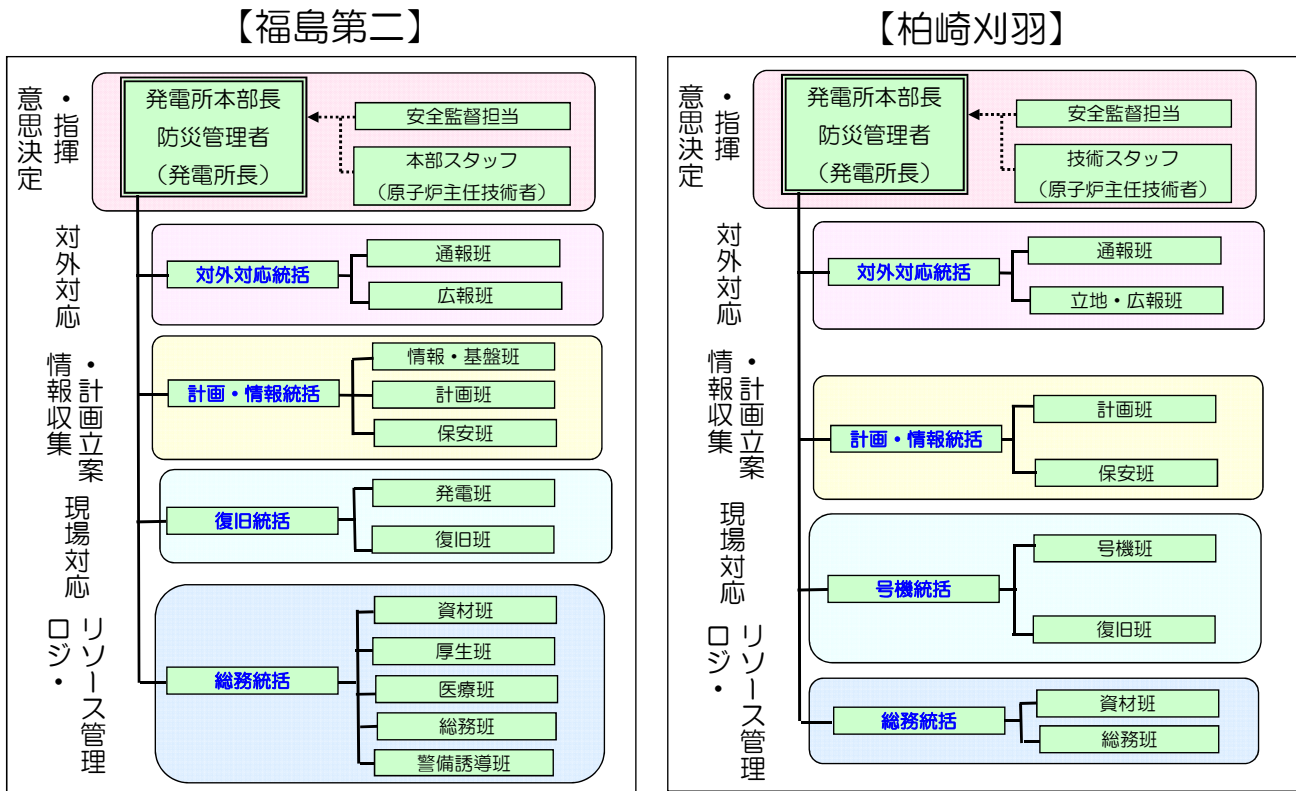 【福島第二】
意思決定
・指揮
発電所本部長
防災管理者
（発電所長）
安全監督担当
本部スタッフ
（原子炉主任技術者）
対外対応
対外対応統括
通報班
広報班
情報収集
・計画立案
計画・情報統括
情報・基盤班
計画班
保安班
現場対応
復旧統括
発電班
復旧班
ロジ・
リソース管理
総務統括
資材班
厚生班
医療班
総務班
警備誘導班
【柏崎刈羽】
意思決定
・指揮
発電所本部長
防災管理者
（発電所長）
安全監督担当
技術スタッフ
（原子炉主任技術者）
対外対応
対外対応統括
通報班
立地・広報班
情報収集
・計画立案
計画・情報統括
計画班
保安班
現場対応
号機統括
号機班
復旧班
ロジ・
リソース管理
総務統括
資材班
総務班